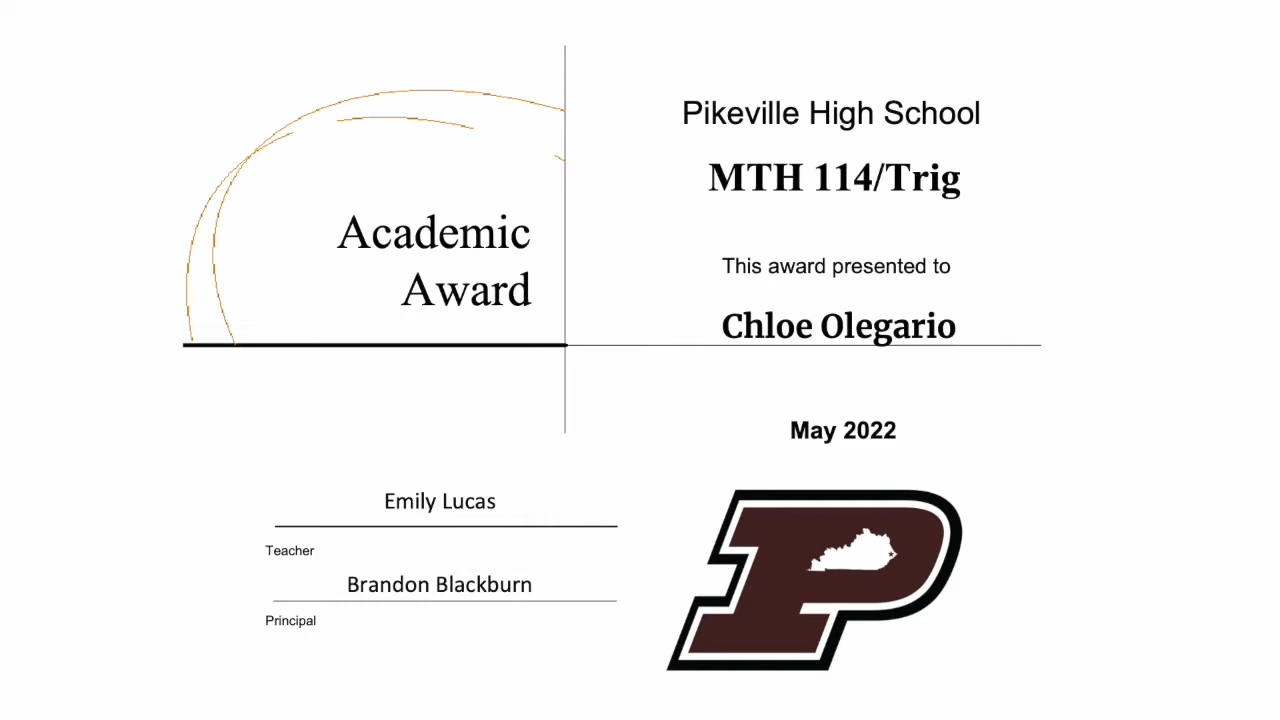 Academic
Award
Pikeville High School
MTH 114/Trig
This award presented to
Chloe Olegario
May 2022
Emily Lucas
Teacher
Brandon Blackburn
Principal
P